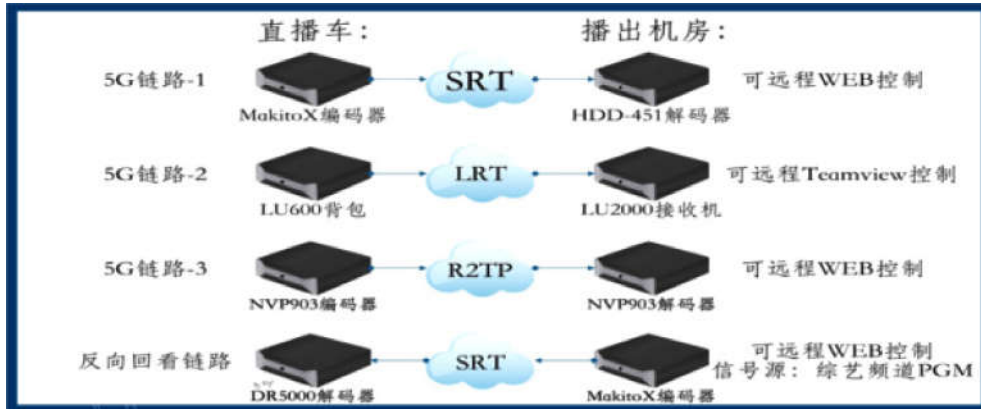 直播车： 播出机房：
5G链路-1 SRT 可远程WEB控制
MakitoX编码器 HDD-451解码器
5G链路-2 LRT 可远程Teamview控制
LU600背包 LU2000接收机
5G链路-3 R2TP 可远程WEB控制
NVP903编码器 NVP903解码器
反向回看链路 SRT 可远程WEB控制
信号源：综艺频道PGM
DR5000解码器 MakitoX编码器